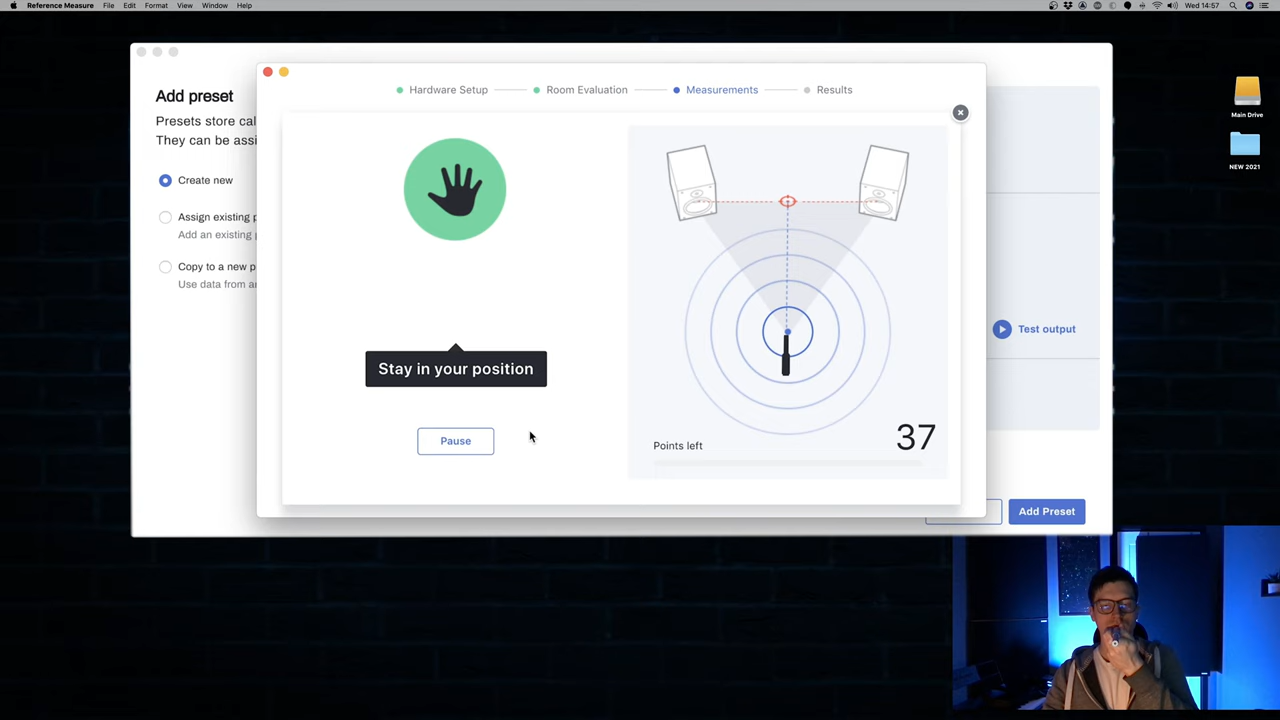 Reference Measure File Edit Format View Window Help
Wed 14:57
Add preset
Presets store cal
They can be assi
Create new
Assign existing p
Add an existing p
Copy to a new p
Use data from an
Hardware Setup
Room Evaluation
Measurements
Results
Stay in your position
Pause
Points left
37
Test output
Add Preset
Main Drive
NEW 2021